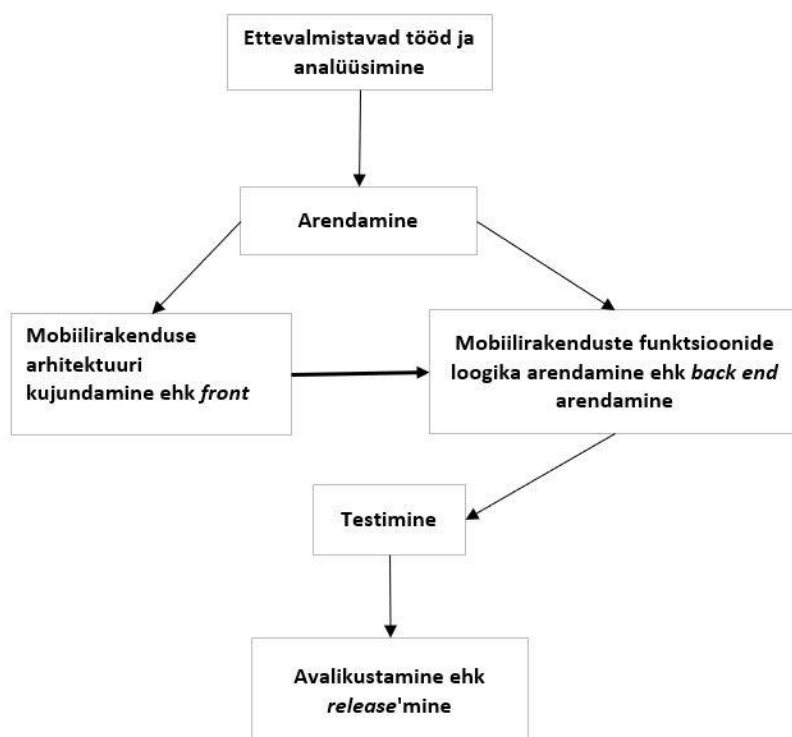 Ettevalmistavad tööd ja
analüüsimine
Arendamine
Mobiilirakenduse
arhitektuuri
kujundamine ehk front
Mobiilirakenduste funktsioonide
loogika arendamine ehk back end
arendamine
Testimine
Avalikustamine ehk
release'mine